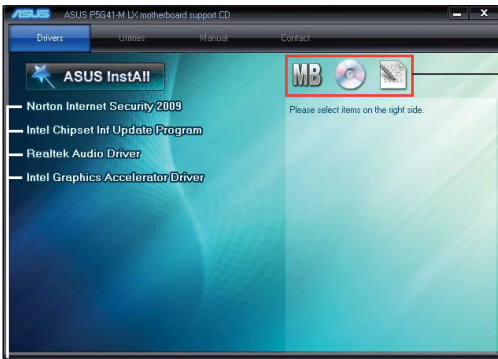 ASUS ASUS P5G41-M LX motherboard support CD
Drivers Utilities Manual Contact
ASUS InstAll
MB
Norton Internet Security 2009
Please select items on the right side.
Intel Chipset Inf Update Program
Realtek Audio Driver
Intel Graphics Accelerator Driver